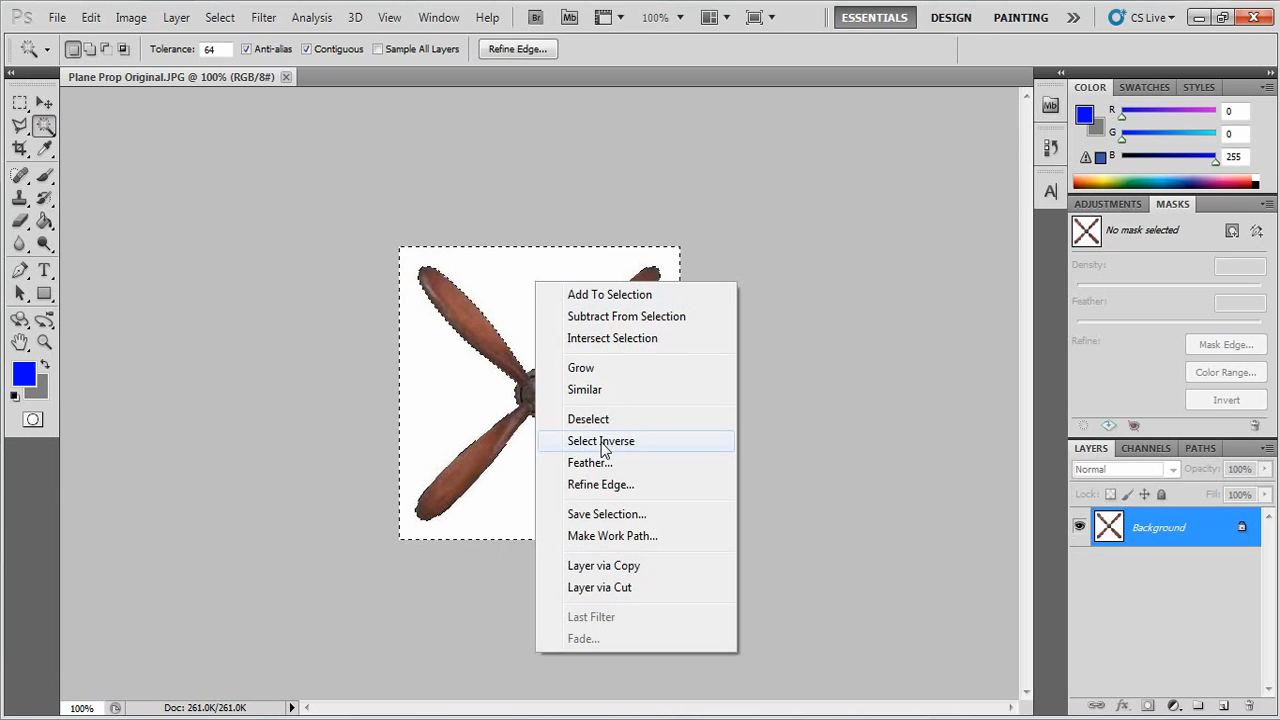 Ps File Edit Image Layer Select Filter Analysis 3D View Window Help Br Mb 100% ESSENTIALS DESIGN PAINTING CS Live
Tolerance: 64 Anti-alias Contiguous Sample All Layers Refine Edge...
Plane Prop Original.JPG @ 100% (RGB/8#)
Mb
COLOR SWATCHES STYLES
R 0
G 0
B 255
ADJUSTMENTS MASKS
No mask selected
Density:
Feather:
Refine: Mask Edge...
Color Range...
Invert
LAYERS CHANNELS PATHS
Normal Opacity: 100%
Lock: Fill: 100%
Background
Add To Selection
Subtract From Selection
Intersect Selection
Grow
Similar
Deselect
Select Inverse
Feather...
Refine Edge...
Save Selection...
Make Work Path...
Layer via Copy
Layer via Cut
Last Filter
Fade...
100% Doc: 261.0K/261.0K